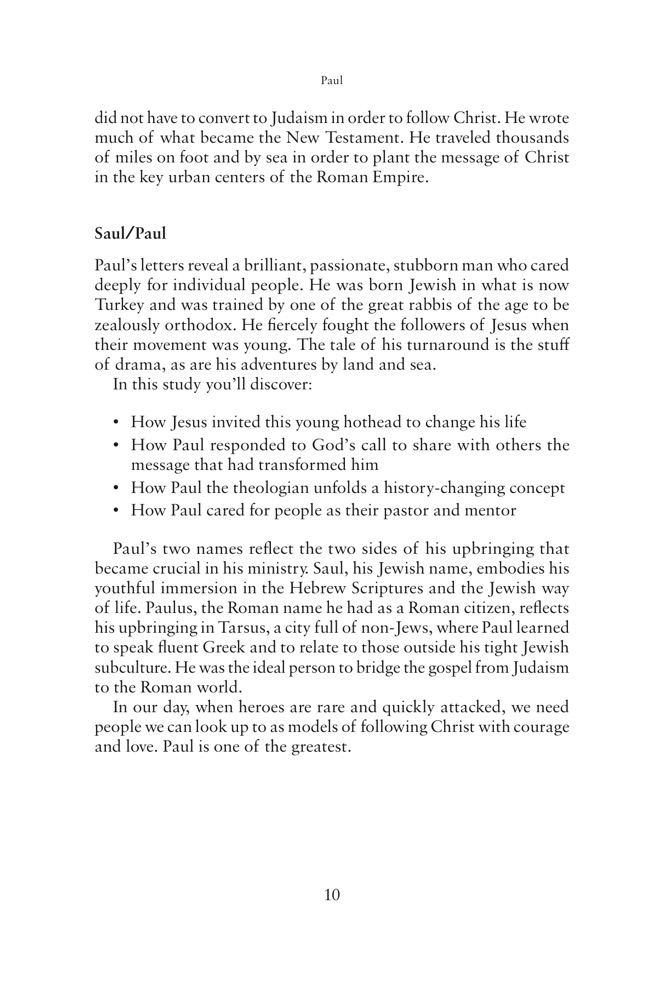 Paul
did not have to convert to Judaism in order to follow Christ. He wrote
much of what became the New Testament. He traveled thousands
of miles on foot and by sea in order to plant the message of Christ
in the key urban centers of the Roman Empire.
Saul/Paul
Paul's letters reveal a brilliant, passionate, stubborn man who cared
deeply for individual people. He was born Jewish in what is now
Turkey and was trained by one of the great rabbis of the age to be
zealously orthodox. He fiercely fought the followers of Jesus when
their movement was young. The tale of his turnaround is the stuff
of drama, as are his adventures by land and sea.
In this study you'll discover:
• How Jesus invited this young hothead to change his life
• How Paul responded to God's call to share with others the
message that had transformed him
• How Paul the theologian unfolds a history-changing concept
• How Paul cared for people as their pastor and mentor
Paul's two names reflect the two sides of his upbringing that
became crucial in his ministry. Saul, his Jewish name, embodies his
youthful immersion in the Hebrew Scriptures and the Jewish way
of life. Paulus, the Roman name he had as a Roman citizen, reflects
his upbringing in Tarsus, a city full of non-Jews, where Paul learned
to speak fluent Greek and to relate to those outside his tight Jewish
subculture. He was the ideal person to bridge the gospel from Judaism
to the Roman world.
In our day, when heroes are rare and quickly attacked, we need
people we can look up to as models of following Christ with courage
and love. Paul is one of the greatest.
10